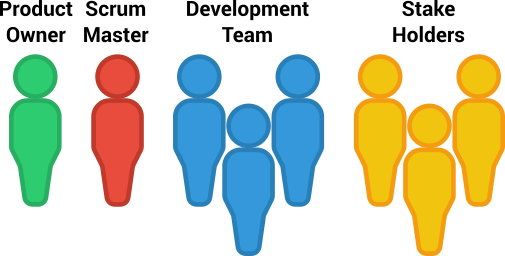 Product Owner
Scrum Master
Development Team
Stake Holders